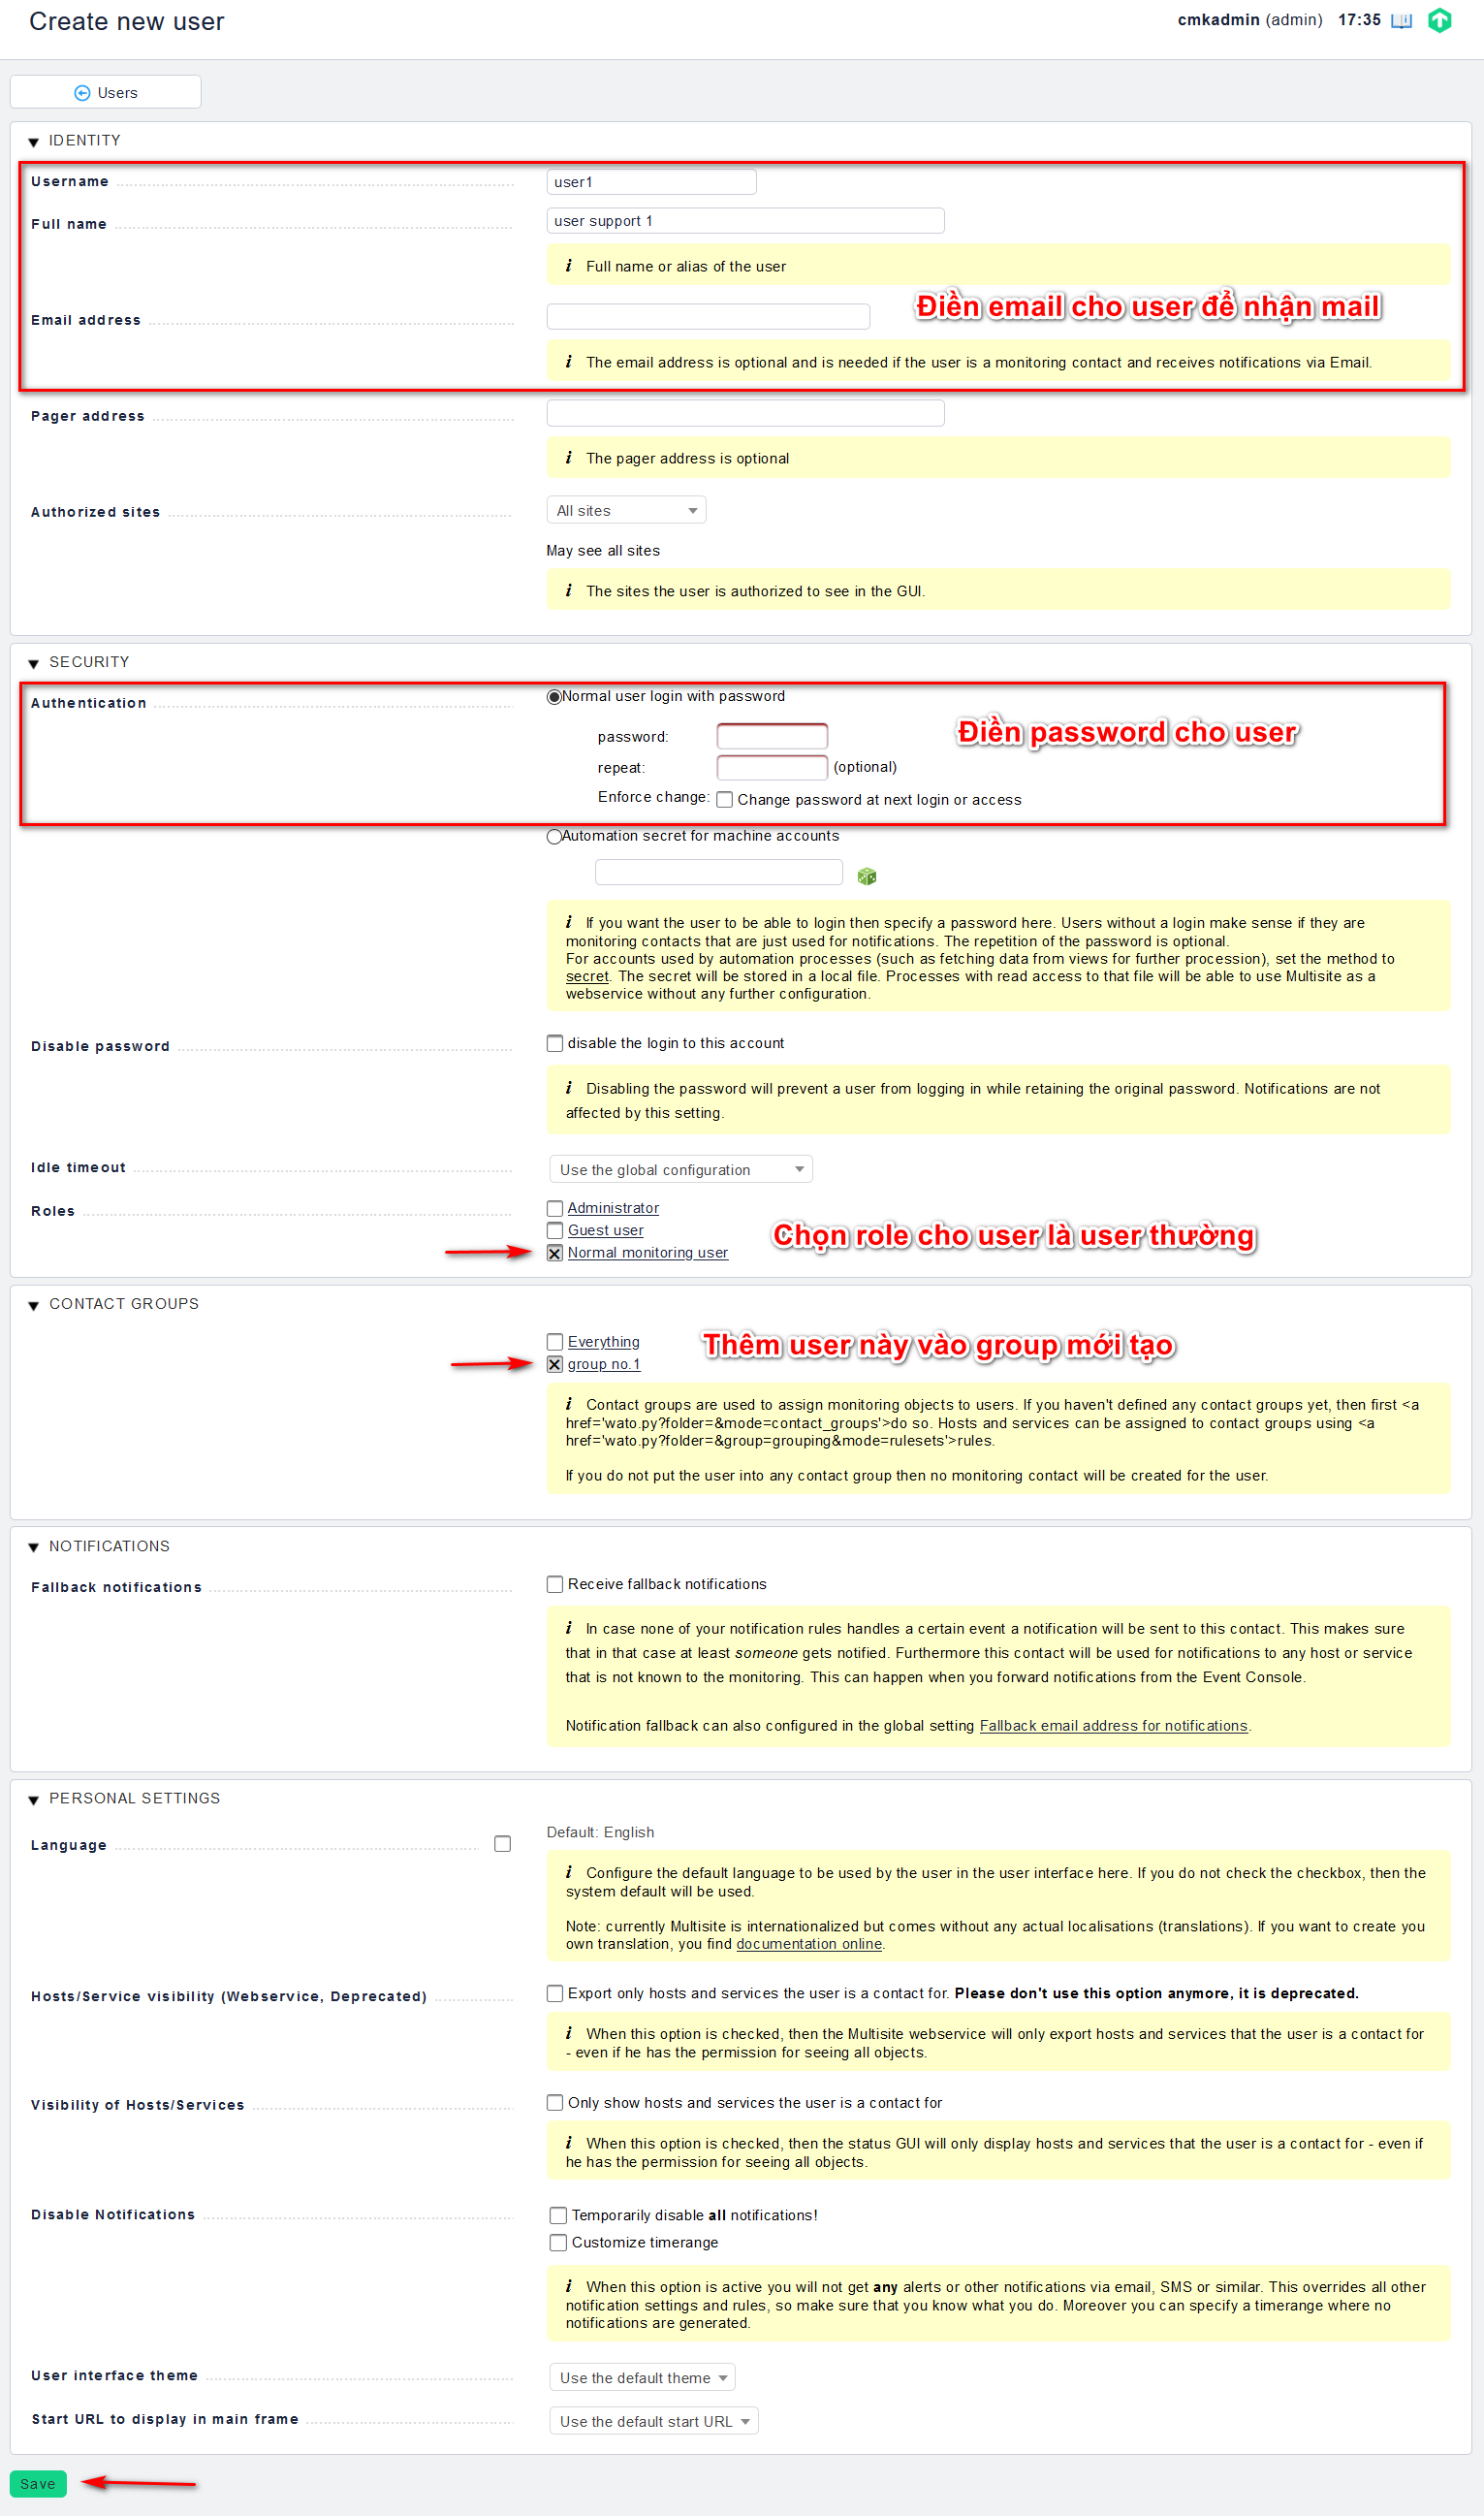 Create new user
cmkadmin (admin) 17:35
Users
IDENTITY
Username
user1
Full name
user support 1
i Full name or alias of the user
Điền email cho user để nhận mail
Email address
i The email address is optional and is needed if the user is a monitoring contact and receives notifications via Email.
Pager address
i The pager address is optional
Authorized sites
All sites
May see all sites
i The sites the user is authorized to see in the GUI.
SECURITY
Authentication
Normal user login with password
password:
Điền password cho user
repeat:
(optional)
Enforce change:
Change password at next login or access
Automation secret for machine accounts
i If you want the user to be able to login then specify a password here. Users without a login make sense if they are
monitoring contacts that are just used for notifications. The repetition of the password is optional.
For accounts used by automation processes (such as fetching data from views for further procession), set the method to
secret. The secret will be stored in a local file. Processes with read access to that file will be able to use Multisite as a
webservice without any further configuration.
Disable password
disable the login to this account
i Disabling the password will prevent a user from logging in while retaining the original password. Notifications are not
affected by this setting.
Idle timeout
Use the global configuration
Roles
Administrator
Guest user
Chọn role cho user là user thường
Normal monitoring user
CONTACT GROUPS
Everything
Thêm user này vào group mới tạo
group no.1
i Contact groups are used to assign monitoring objects to users. If you haven't defined any contact groups yet, then first <a
href='wato.py?folder=&mode=contact_groups'>do so. Hosts and services can be assigned to contact groups using <a
href='wato.py?folder=&group=grouping&mode=rulesets'>rules.
If you do not put the user into any contact group then no monitoring contact will be created for the user.
NOTIFICATIONS
Fallback notifications
Receive fallback notifications
i In case none of your notification rules handles a certain event a notification will be sent to this contact. This makes sure
that in that case at least someone gets notified. Furthermore this contact will be used for notifications to any host or service
that is not known to the monitoring. This can happen when you forward notifications from the Event Console.
Notification fallback can also configured in the global setting Fallback email address for notifications.
PERSONAL SETTINGS
Language
Default: English
i Configure the default language to be used by the user in the user interface here. If you do not check the checkbox, then the
system default will be used.
Note: currently Multisite is internationalized but comes without any actual localisations (translations). If you want to create you
own translation, you find documentation online.
Hosts/Service visibility (Webservice, Deprecated)
Export only hosts and services the user is a contact for. Please don't use this option anymore, it is deprecated.
i When this option is checked, then the Multisite webservice will only export hosts and services that the user is a contact for
- even if he has the permission for seeing all objects.
Visibility of Hosts/Services
Only show hosts and services the user is a contact for
i When this option is checked, then the status GUI will only display hosts and services that the user is a contact for - even if
he has the permission for seeing all objects.
Disable Notifications
Temporarily disable all notifications!
Customize timerange
i When this option is active you will not get any alerts or other notifications via email, SMS or similar. This overrides all other
notification settings and rules, so make sure that you know what you do. Moreover you can specify a timerange where no
notifications are generated.
User interface theme
Use the default theme
Start URL to display in main frame
Use the default start URL
Save